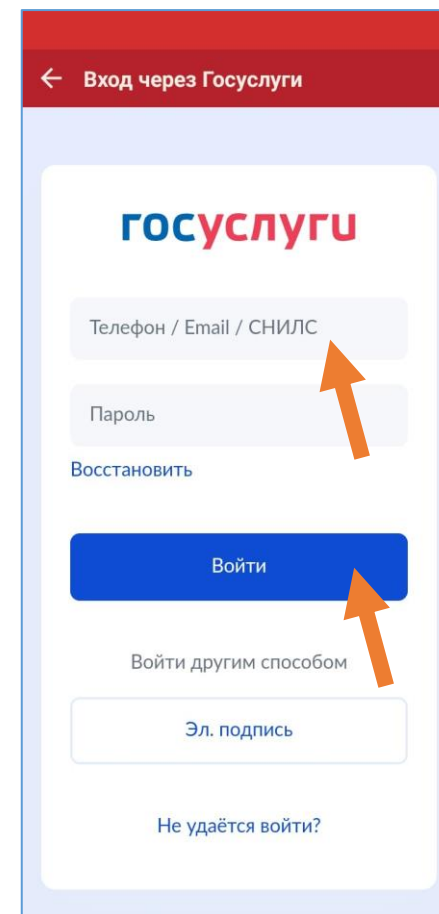 Вход через Госуслуги
госуслуги
Телефон / Email / СНИЛС
Пароль
Восстановить
Войти
Войти другим способом
Эл. подпись
Не удаётся войти?